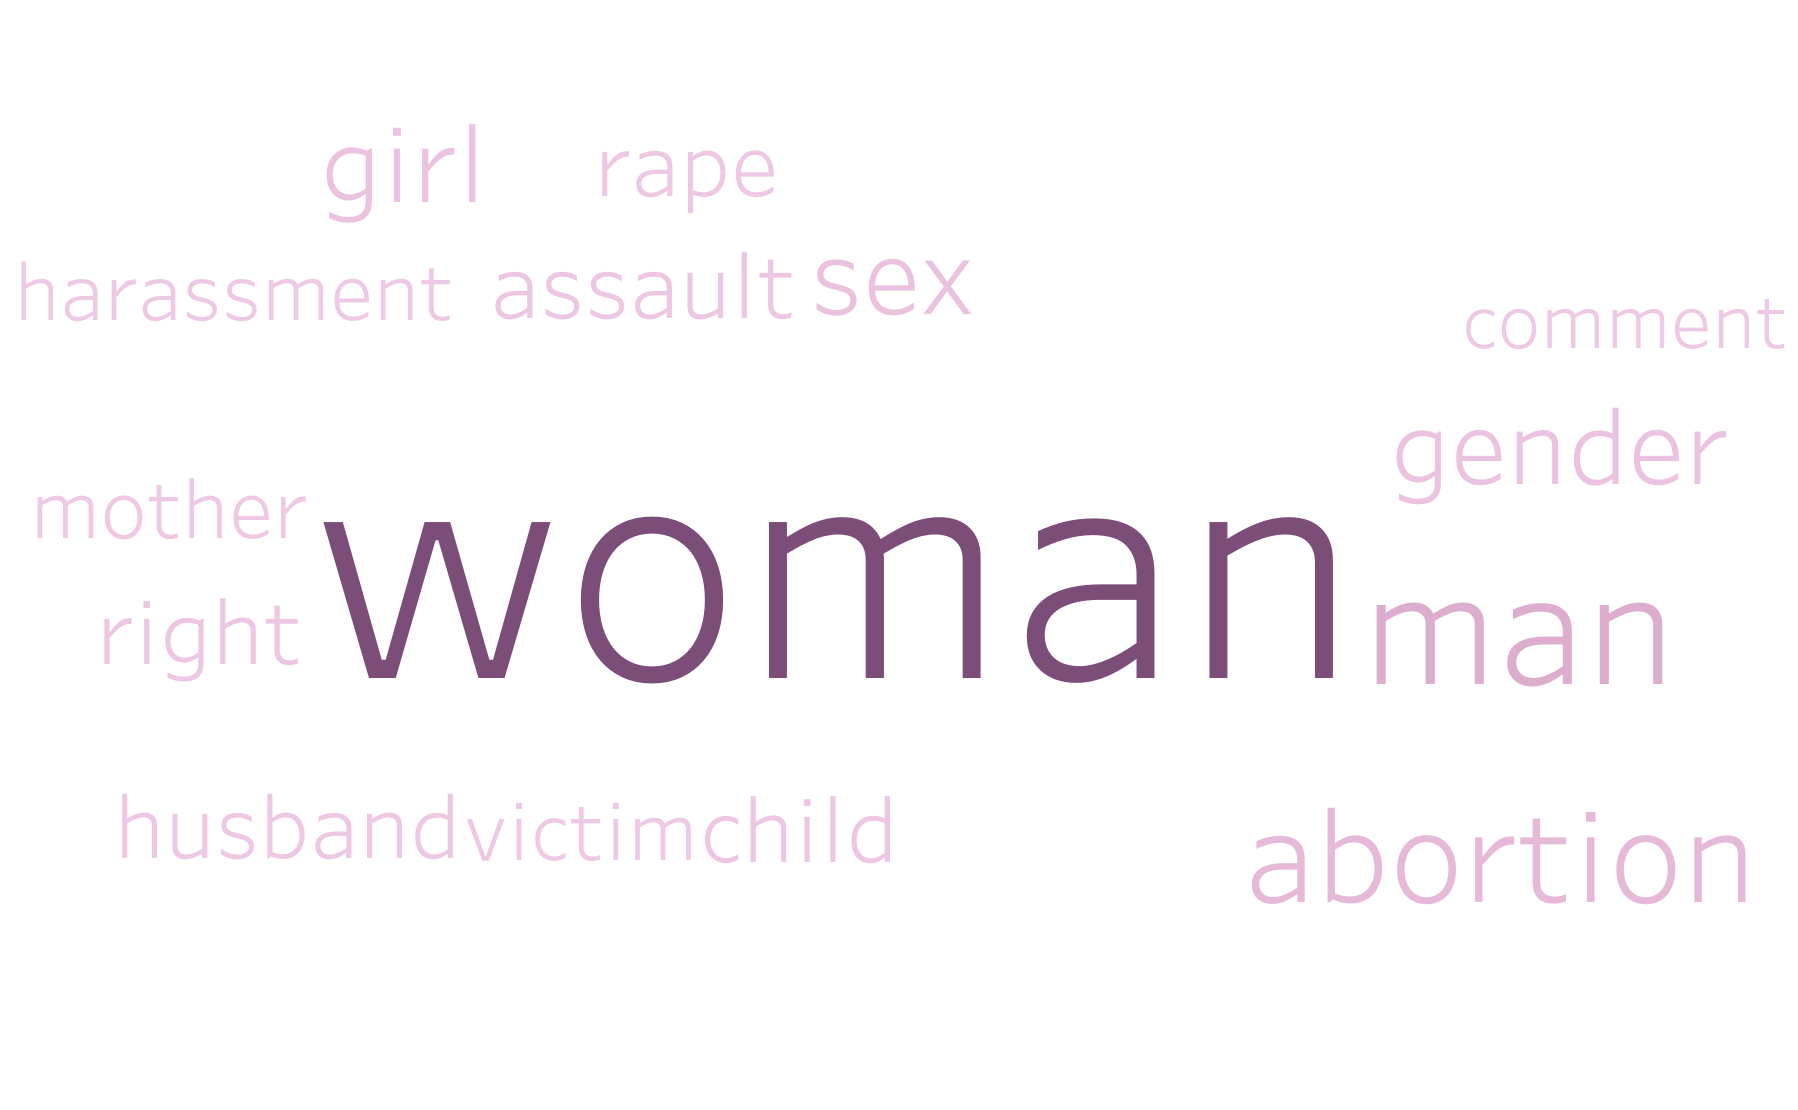 girl rape
harassment assault sex
comment
gender
mother
woman
right
man
husband victim child
abortion